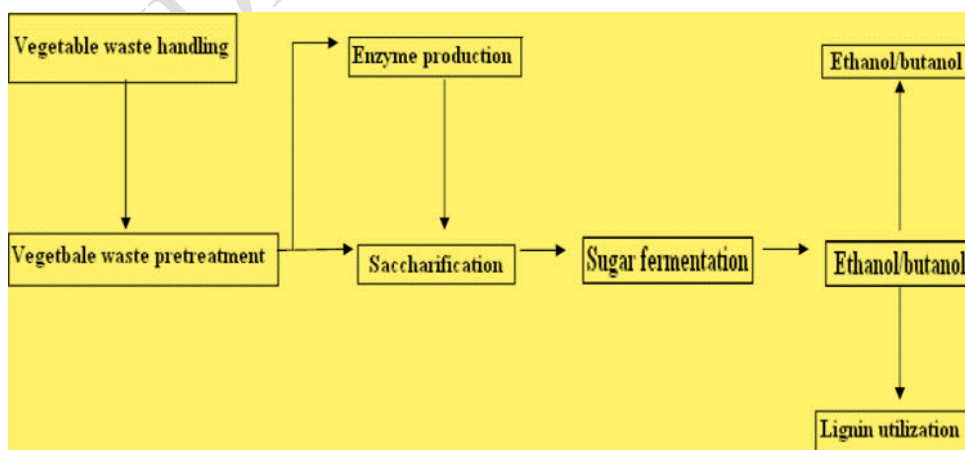 Vegetable waste handling
Enzyme production
Ethanol/butanol
Vegetbale waste pretreatment
Saccharification
Sugar fermentation
Ethanol/butanol
Lignin utilization